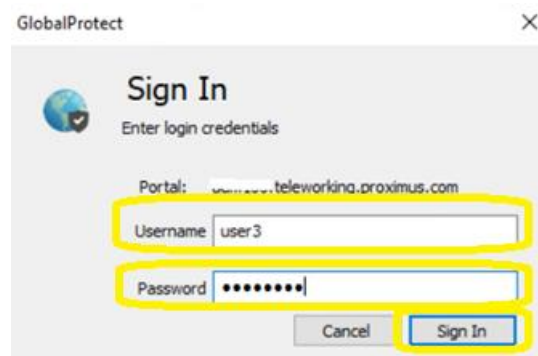 GlobalProtect
Sign In
Enter login credentials
Portal: .teleworking.proximus.com
Username user3
Password ••••••••
Cancel Sign In